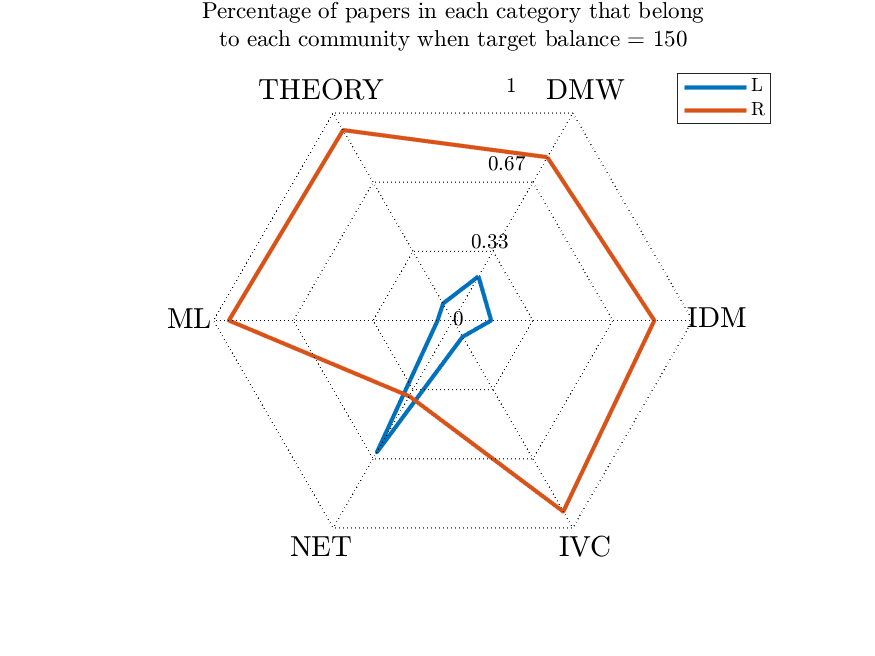 Percentage of papers in each category that belong
to each community when target balance = 150
THEORY
1
DMW
L
R
0.67
0.33
ML
0
IDM
NET
IVC